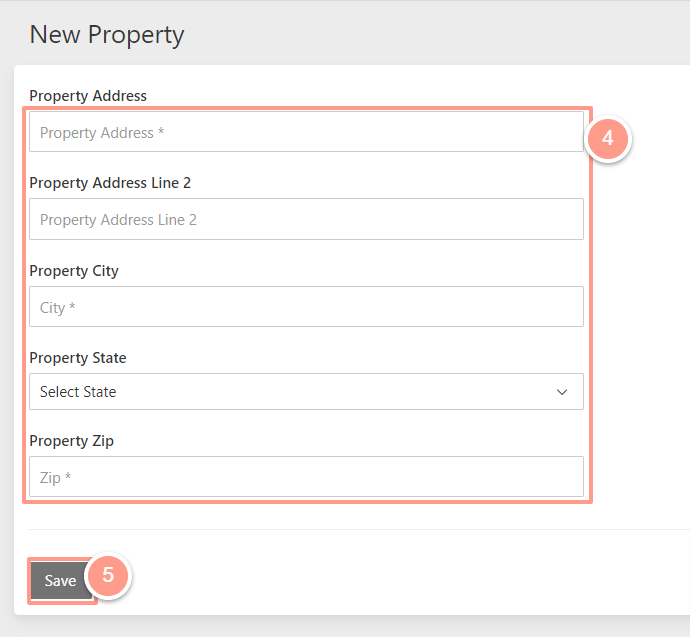 New Property
Property Address
Property Address *
4
Property Address Line 2
Property Address Line 2
Property City
City *
Property State
Select State
Property Zip
Zip *
Save
5